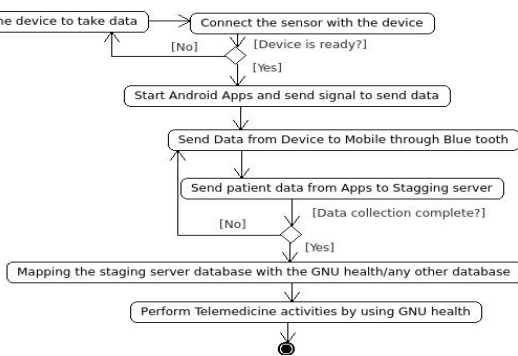 device to take data
Connect the sensor with the device
[No]
[Device is ready?]
[Yes]
Start Android Apps and send signal to send data
Send Data from Device to Mobile through Blue tooth
Send patient data from Apps to Stagging server
[Data collection complete?]
[No]
[Yes]
Mapping the staging server database with the GNU health/any other database
Perform Telemedicine activities by using GNU health